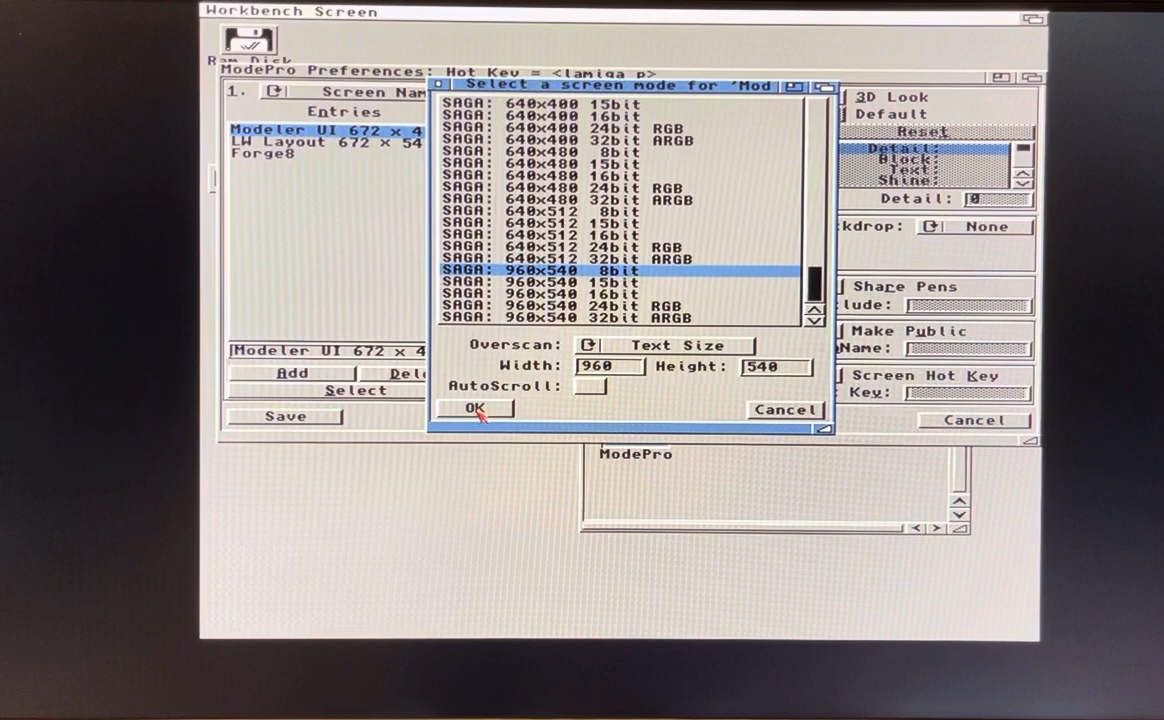 Workbench Screen
Ram Disk
ModePro Preferences: Hot Key = <lamiga p>
1.
Screen Nam
Entries
Modeler UI 672 x 4
LW Layout 672 x 54
Forge8
Modeler UI 672 x 4
Add
Del
Select
Save
Select a screen mode for 'Mod
SAGA: 640x400 15bit
SAGA: 640x400 16bit
SAGA: 640x400 24bit RGB
SAGA: 640x400 32bit ARGB
SAGA: 640x480 8bit
SAGA: 640x480 15bit
SAGA: 640x480 16bit
SAGA: 640x480 24bit RGB
SAGA: 640x480 32bit ARGB
SAGA: 640x512 8bit
SAGA: 640x512 15bit
SAGA: 640x512 16bit
SAGA: 640x512 24bit RGB
SAGA: 640x512 32bit ARGB
SAGA: 960x540 8bit
SAGA: 960x540 15bit
SAGA: 960x540 16bit
SAGA: 960x540 24bit RGB
SAGA: 960x540 32bit ARGB
Overscan: Text Size
Width: 960 Height: 540
AutoScroll:
OK
Cancel
3D Look
Default
Reset
Detail:
Block:
Text:
Shine:
Detail: 0
kdrop: None
Share Pens
lude:
Make Public
Name:
Screen Hot Key
Key:
Cancel
ModePro